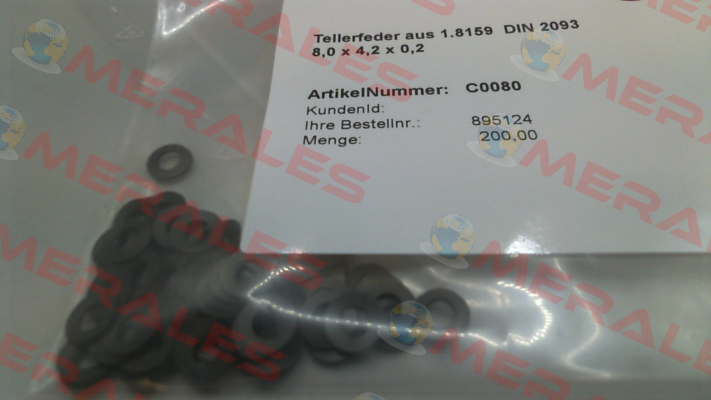 Tellerfeder aus 1.8159 DIN 2093
8,0 x 4,2 x 0,2
ArtikelNummer: C0080
KundenId:
Ihre Bestellnr.: 895124
Menge: 200,00
MERALES
MERALES
MERALES
MERALES
MERALES